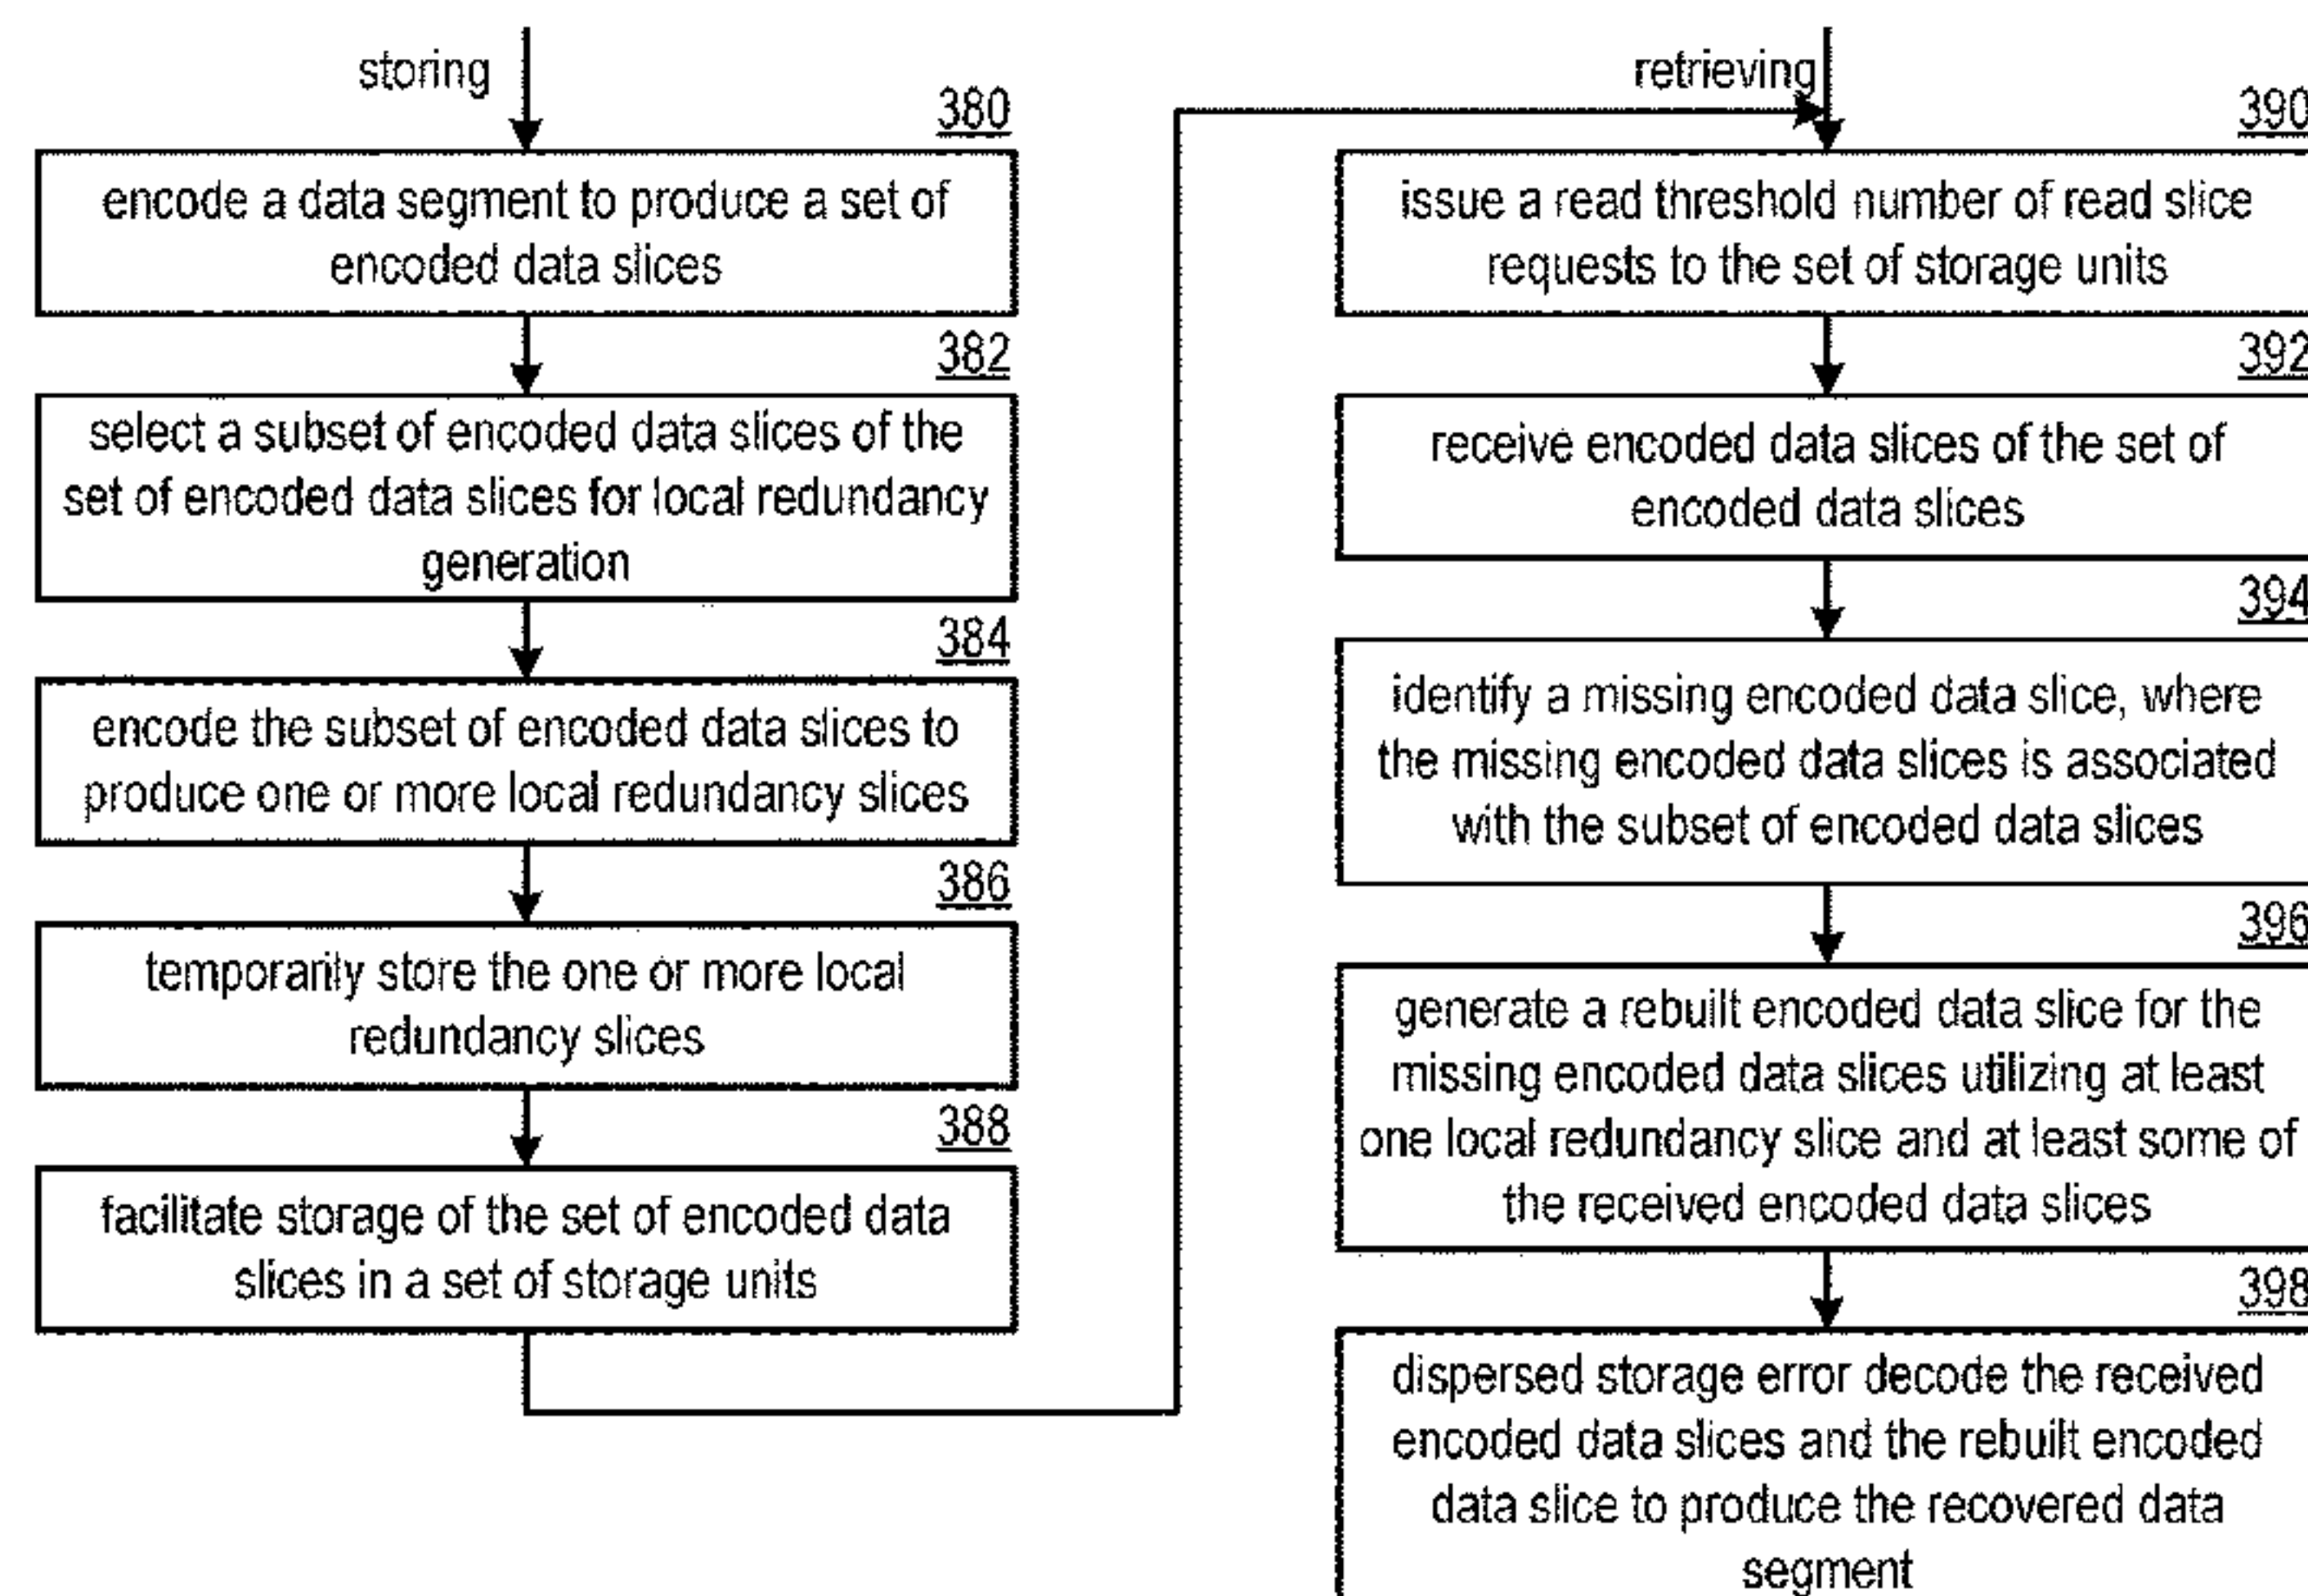 storing
380
encode a data segment to produce a set of
encoded data slices
382
select a subset of encoded data slices of the
set of encoded data slices for local redundancy
generation
384
encode the subset of encoded data slices to
produce one or more local redundancy slices
386
temporarily store the one or more local
redundancy slices
388
facilitate storage of the set of encoded data
slices in a set of storage units
retrieving
390
issue a read threshold number of read slice
requests to the set of storage units
392
receive encoded data slices of the set of
encoded data slices
394
identify a missing encoded data slice, where
the missing encoded data slices is associated
with the subset of encoded data slices
396
generate a rebuilt encoded data slice for the
missing encoded data slices utilizing at least
one local redundancy slice and at least some of
the received encoded data slices
398
dispersed storage error decode the received
encoded data slices and the rebuilt encoded
data slice to produce the recovered data
segment